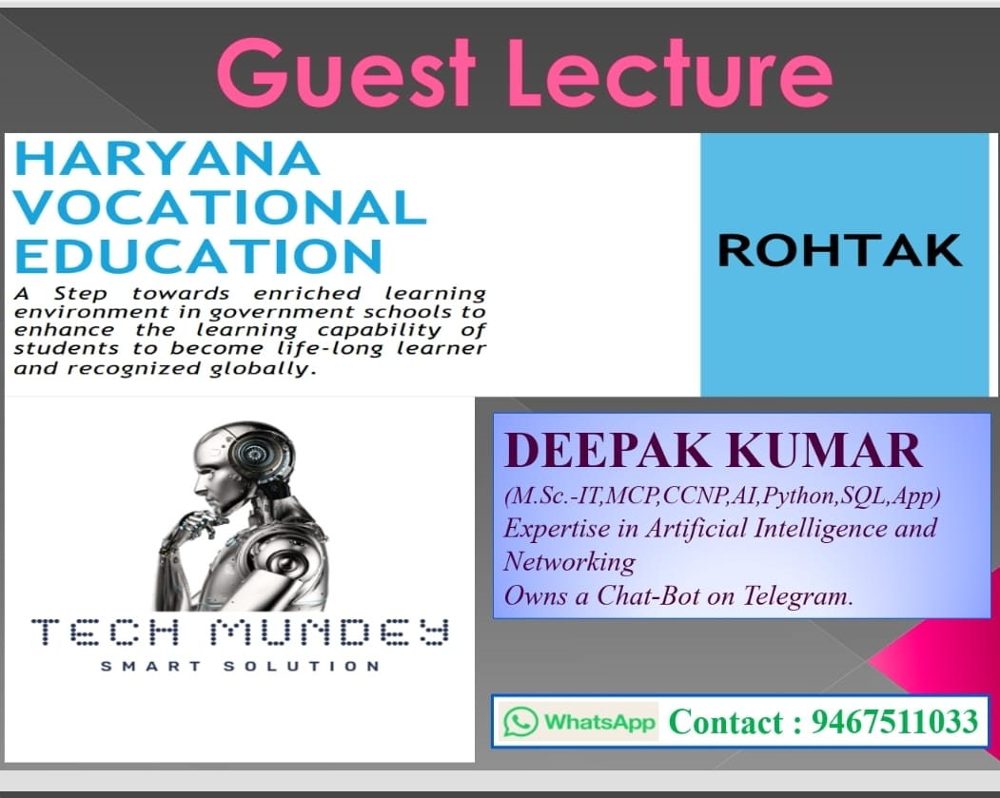 Guest Lecture
HARYANA
VOCATIONAL
EDUCATION
A Step towards enriched learning
environment in government schools to
enhance the learning capability of
students to become life-long learner
and recognized globally.
ROHTAK
TECH MUNDEY
SMART SOLUTION
DEEPAK KUMAR
(M.Sc.-IT,MCP,CCNP,AI,Python,SQL,App)
Expertise in Artificial Intelligence and
Networking
Owns a Chat-Bot on Telegram.
WhatsApp Contact : 9467511033